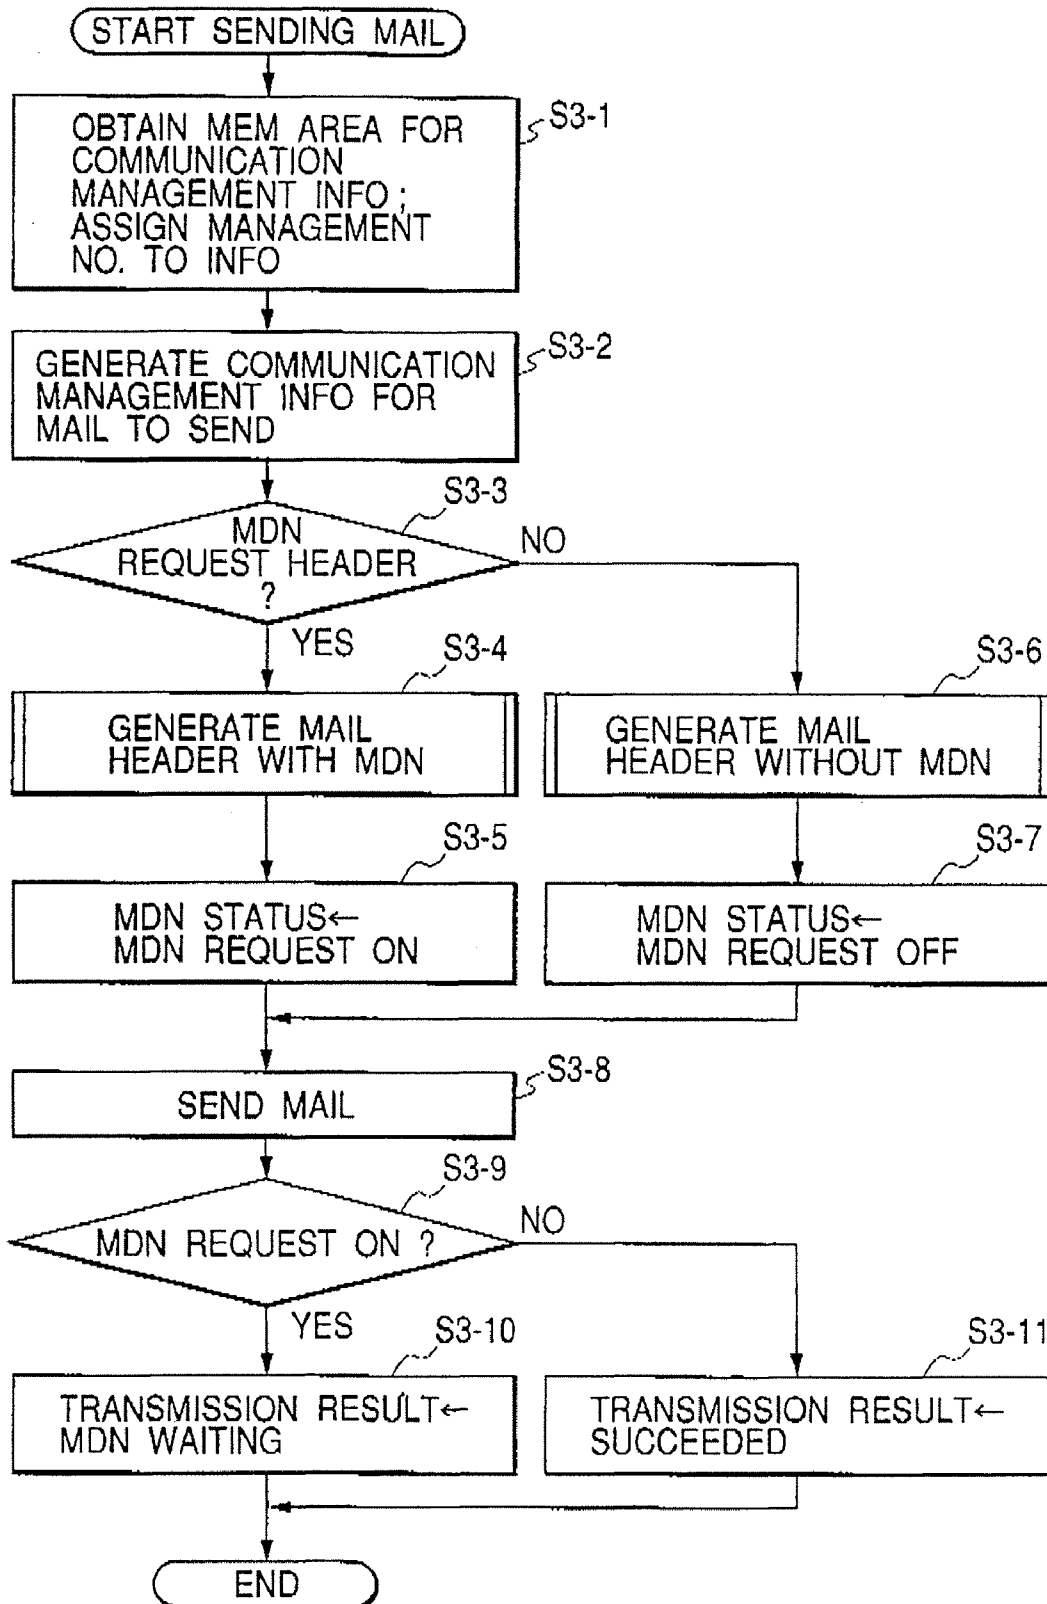 START SENDING MAIL
S3-1
OBTAIN MEM AREA FOR
COMMUNICATION
MANAGEMENT INFO ;
ASSIGN MANAGEMENT
NO. TO INFO
S3-2
GENERATE COMMUNICATION
MANAGEMENT INFO FOR
MAIL TO SEND
S3-3
MDN
REQUEST HEADER
?
NO
YES
S3-4
GENERATE MAIL
HEADER WITH MDN
S3-6
GENERATE MAIL
HEADER WITHOUT MDN
S3-5
MDN STATUS←
MDN REQUEST ON
S3-7
MDN STATUS←
MDN REQUEST OFF
S3-8
SEND MAIL
S3-9
MDN REQUEST ON ?
NO
YES
S3-10
TRANSMISSION RESULT←
MDN WAITING
S3-11
TRANSMISSION RESULT←
SUCCEEDED
END